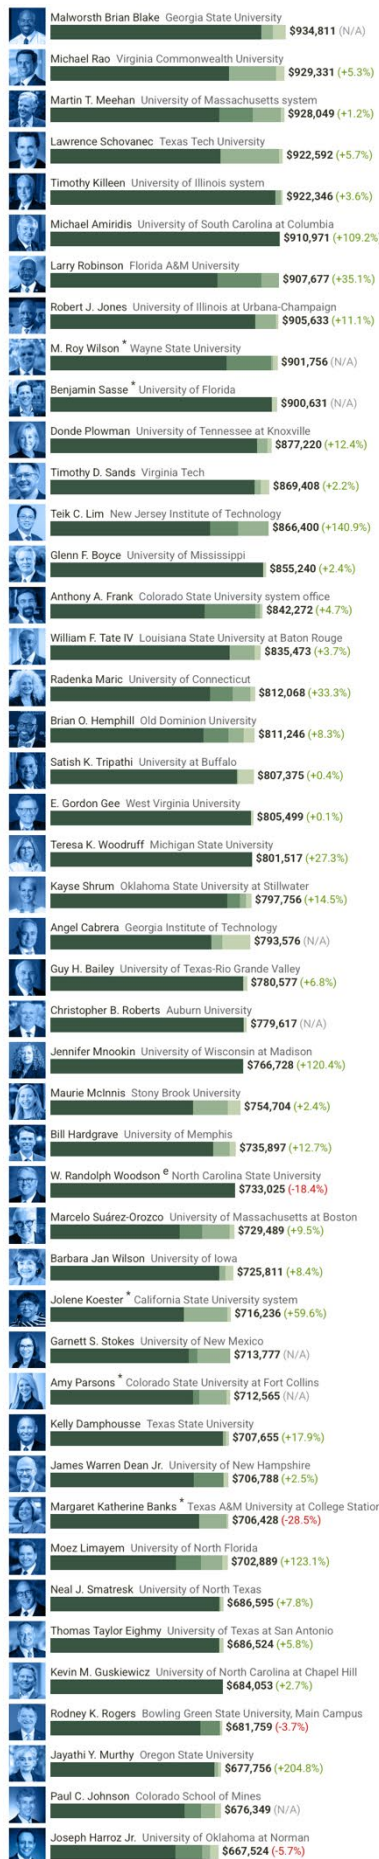 Malworsth Brian Blake Georgia State University
$934,811 (N/A)
Michael Rao Virginia Commonwealth University
$929,331 (+5.3%)
Martin T. Meehan University of Massachusetts system
$928,049 (+1.2%)
Lawrence Schovanec Texas Tech University
$922,592 (+5.7%)
Timothy Killeen University of Illinois system
$922,346 (+3.6%)
Michael Amiridis University of South Carolina at Columbia
$910,971 (+109.2%
Larry Robinson Florida A&M University
$907,677 (+35.1%)
Robert J. Jones University of Illinois at Urbana-Champaign
$905,633 (+11.1%)
M. Roy Wilson * Wayne State University
$901,756 (N/A)
Benjamin Sasse * University of Florida
$900,631 (N/A)
Donde Plowman University of Tennessee at Knoxville
$877,220 (+12.4%)
Timothy D. Sands Virginia Tech
$869,408 (+2.2%)
Teik C. Lim New Jersey Institute of Technology
$866,400 (+140.9%)
Glenn F. Boyce University of Mississippi
$855,240 (+2.4%)
Anthony A. Frank Colorado State University system office
$842,272 (+4.7%)
William F. Tate IV Louisiana State University at Baton Rouge
$835,473 (+3.7%)
Radenka Maric University of Connecticut
$812,068 (+33.3%)
Brian O. Hemphill Old Dominion University
$811,246 (+8.3%)
Satish K. Tripathi University at Buffalo
$807,375 (+0.4%)
E. Gordon Gee West Virginia University
$805,499 (+0.1%)
Teresa K. Woodruff Michigan State University
$801,517 (+27.3%)
Kayse Shrum Oklahoma State University at Stillwater
$797,756 (+14.5%)
Angel Cabrera Georgia Institute of Technology
$793,576 (N/A)
Guy H. Bailey University of Texas-Rio Grande Valley
$780,577 (+6.8%)
Christopher B. Roberts Auburn University
$779,617 (N/A)
Jennifer Mnookin University of Wisconsin at Madison
$766,728 (+120.4%)
Maurie McInnis Stony Brook University
$754,704 (+2.4%)
Bill Hardgrave University of Memphis
$735,897 (+12.7%)
W. Randolph Woodson e North Carolina State University
$733,025 (-18.4%)
Marcelo Suárez-Orozco University of Massachusetts at Boston
$729,489 (+9.5%)
Barbara Jan Wilson University of Iowa
$725,811 (+8.4%)
Jolene Koester * California State University system
$716,236 (+59.6%)
Garnett S. Stokes University of New Mexico
$713,777 (N/A)
Amy Parsons * Colorado State University at Fort Collins
$712,565 (N/A)
Kelly Damphousse Texas State University
$707,655 (+17.9%)
James Warren Dean Jr. University of New Hampshire
$706,788 (+2.5%)
Margaret Katherine Banks * Texas A&M University at College Station
$706,428 (-28.5%)
Moez Limayem University of North Florida
$702,889 (+123.1%)
Neal J. Smatresk University of North Texas
$686,595 (+7.8%)
Thomas Taylor Eighmy University of Texas at San Antonio
$686,524 (+5.8%)
Kevin M. Guskiewicz University of North Carolina at Chapel Hill
$684,053 (+2.7%)
Rodney K. Rogers Bowling Green State University, Main Campus
$681,759 (-3.7%)
Jayathi Y. Murthy Oregon State University
$677,756 (+204.8%)
Paul C. Johnson Colorado School of Mines
$676,349 (N/A)
Joseph Harroz Jr. University of Oklahoma at Norman
$667,524 (-5.7%)